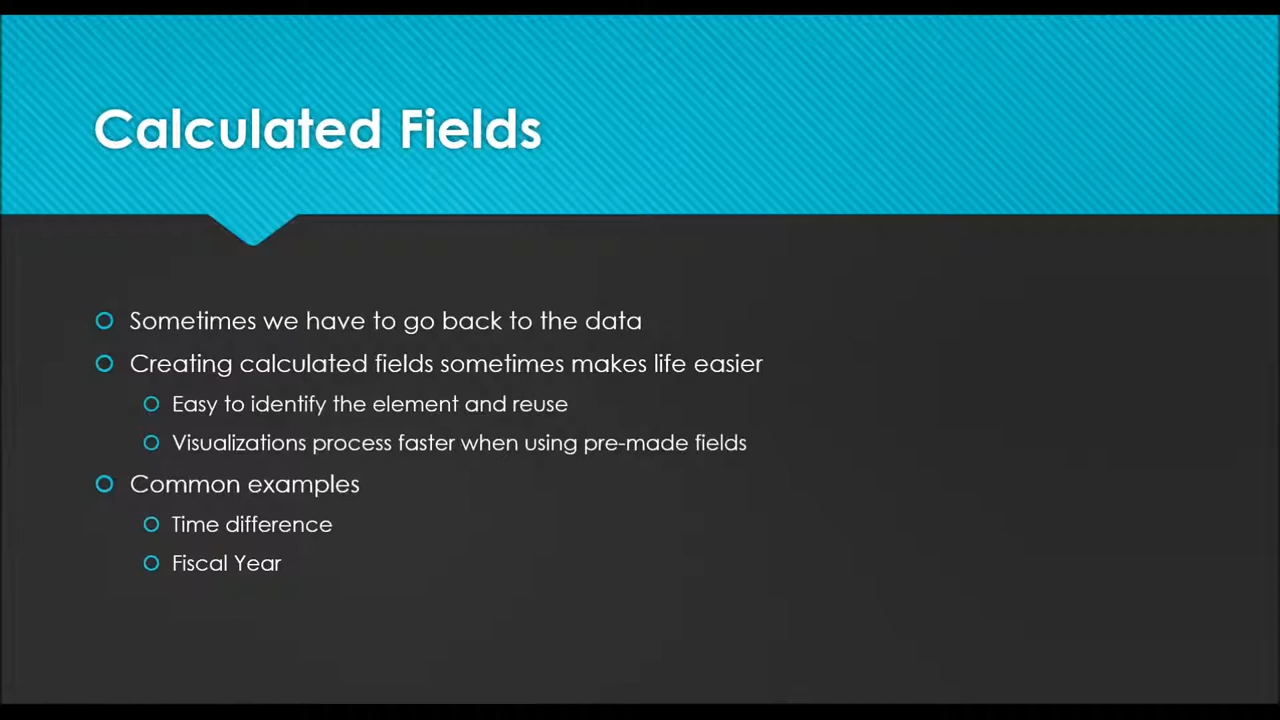 Calculated Fields
Sometimes we have to go back to the data
Creating calculated fields sometimes makes life easier
Easy to identify the element and reuse
Visualizations process faster when using pre-made fields
Common examples
Time difference
Fiscal Year